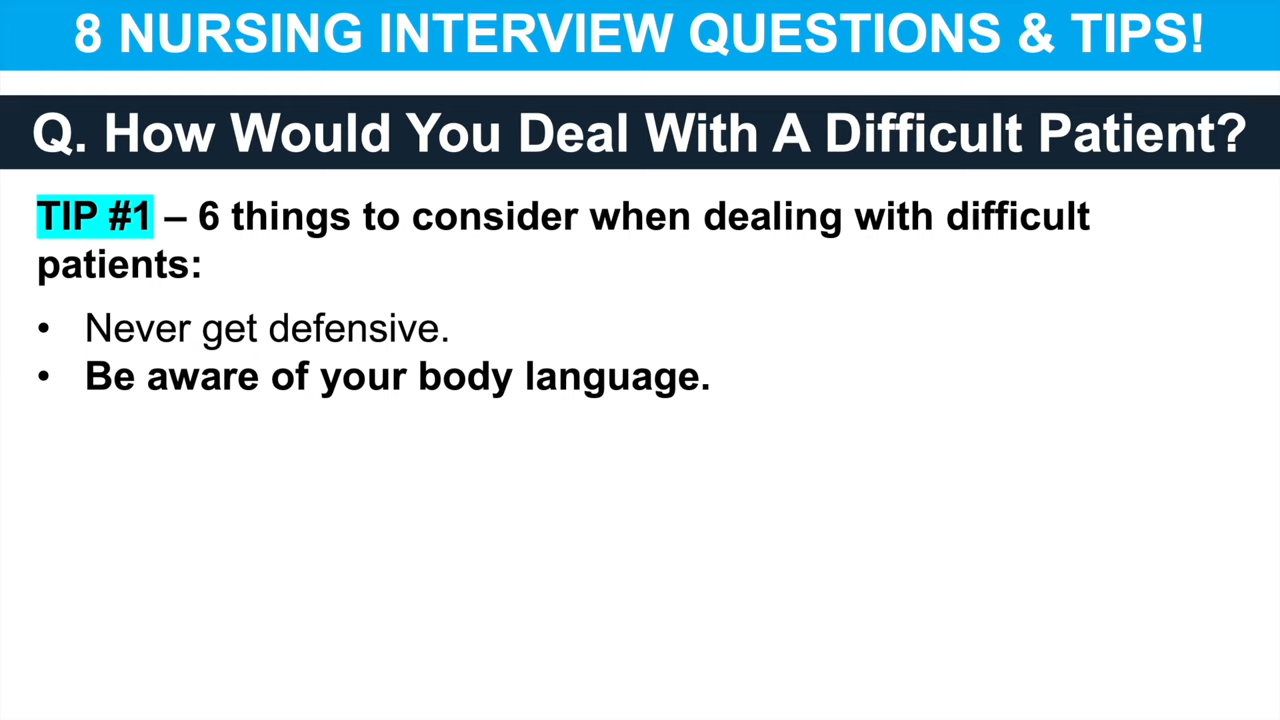 8 NURSING INTERVIEW QUESTIONS & TIPS!
Q. How Would You Deal With A Difficult Patient?
TIP #1 – 6 things to consider when dealing with difficult
patients:
• Never get defensive.
• Be aware of your body language.